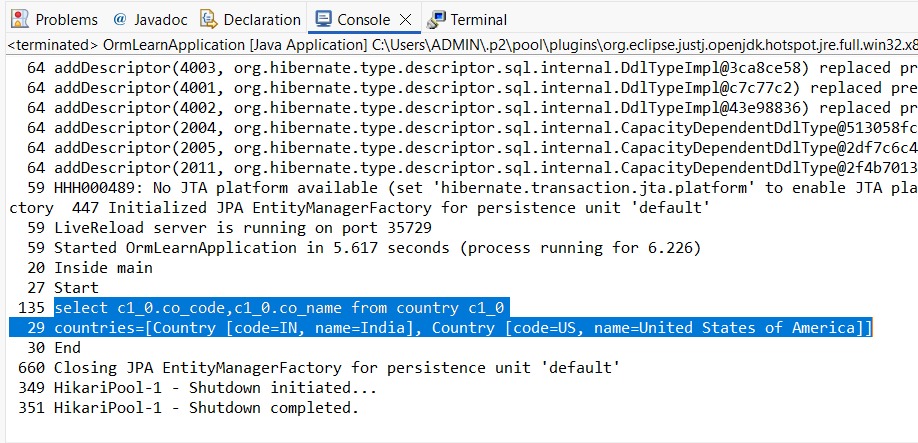 Problems @ Javadoc Declaration Console × Terminal
<terminated> OrmLearnApplication [Java Application] C:\Users\ADMIN\.p2\pool\plugins\org.eclipse.justj.openjdk.hotspot.jre.full.win32.x8
64 addDescriptor(4003, org.hibernate.type.descriptor.sql.internal.DdlTypeImpl@3ca8ce58) replaced pre
64 addDescriptor(4001, org.hibernate.type.descriptor.sql.internal.DdlTypeImpl@c7c77c2) replaced pre
64 addDescriptor(4002, org.hibernate.type.descriptor.sql.internal.DdlTypeImpl@43e98836) replaced pr
64 addDescriptor(2004, org.hibernate.type.descriptor.sql.internal.CapacityDependentDdlType@513058fc
64 addDescriptor(2005, org.hibernate.type.descriptor.sql.internal.CapacityDependentDdlType@2df7c6c4
64 addDescriptor(2011, org.hibernate.type.descriptor.sql.internal.CapacityDependentDdlType@2f4b7013
59 HHH000489: No JTA platform available (set 'hibernate.transaction.jta.platform' to enable JTA pla
ctory 447 Initialized JPA EntityManagerFactory for persistence unit 'default'
59 LiveReload server is running on port 35729
59 Started OrmLearnApplication in 5.617 seconds (process running for 6.226)
20 Inside main
27 Start
135 select c1_0.co_code,c1_0.co_name from country c1_0
29 countries=[Country [code=IN, name=India], Country [code=US, name=United States of America]]
30 End
660 Closing JPA EntityManagerFactory for persistence unit 'default'
349 HikariPool-1 - Shutdown initiated...
351 HikariPool-1 - Shutdown completed.